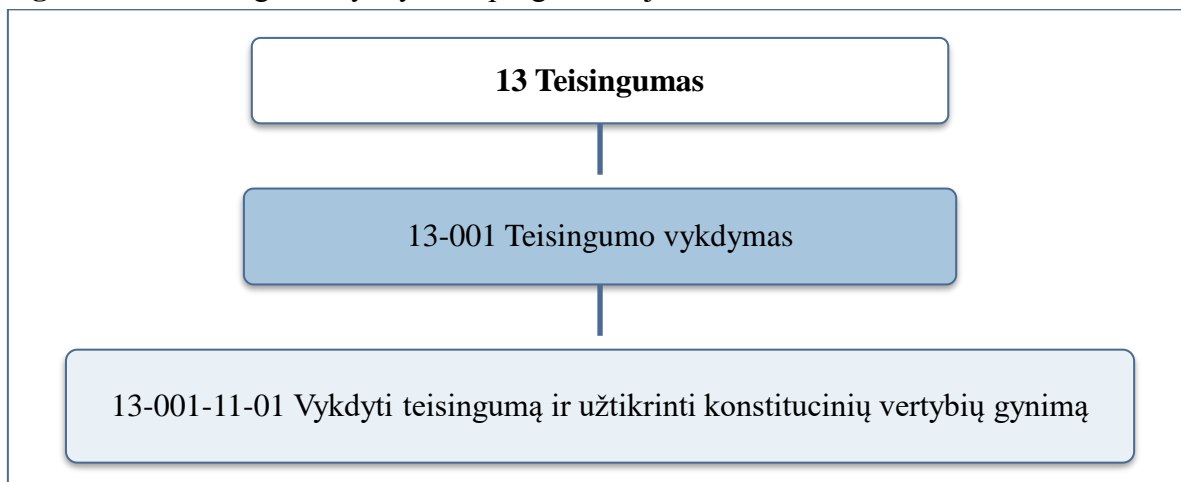 13 Teisingumas
13-001 Teisingumo vykdymas
13-001-11-01 Vykdyti teisingumą ir užtikrinti konstitucinių vertybių gynimą